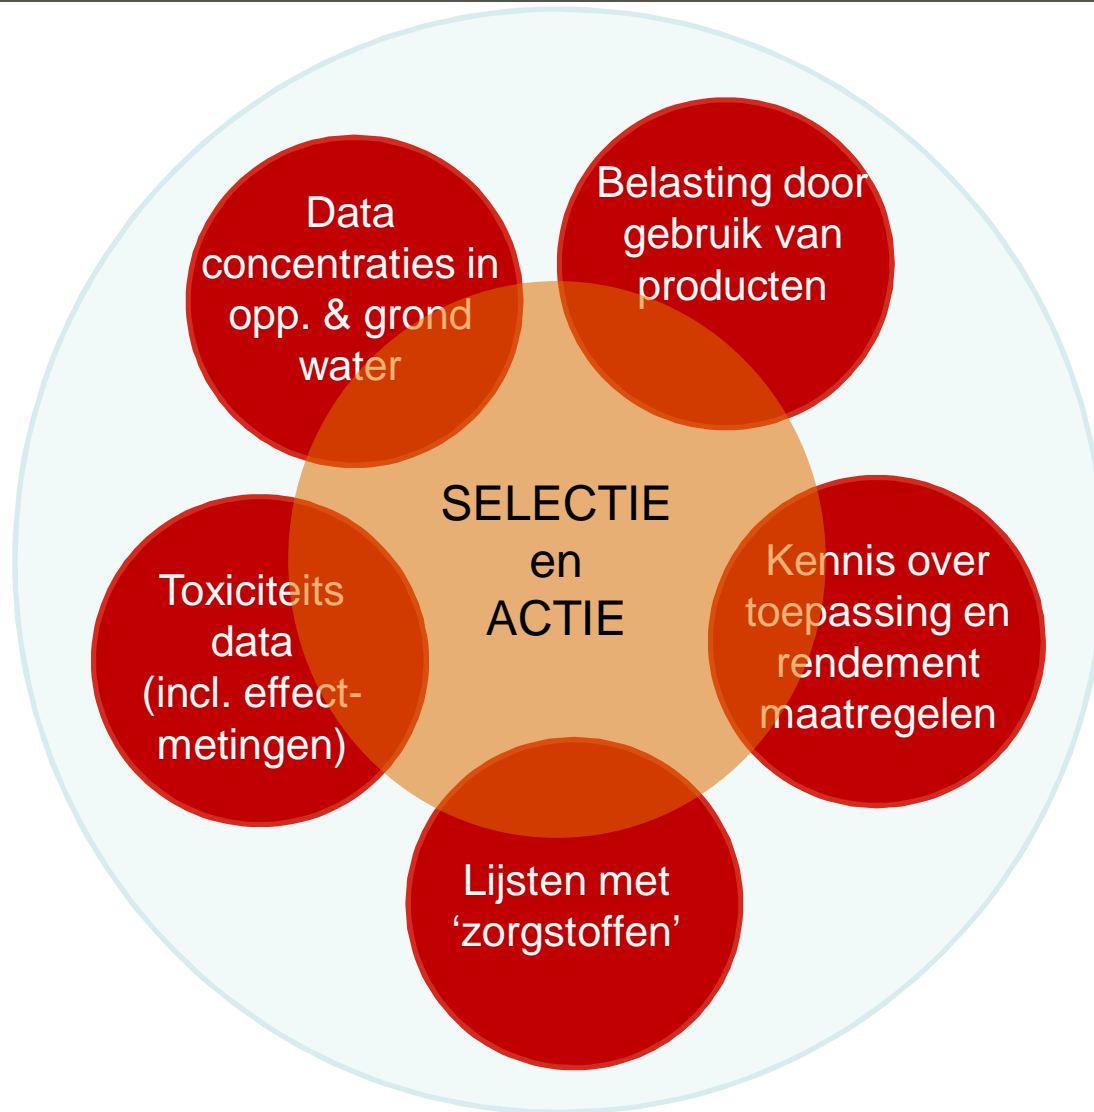 Data
concentraties in
opp. & grond
water
Belasting door
gebruik van
producten
SELECTIE
en
ACTIE
Kennis over
toepassing en
rendement
maatregelen
Toxiciteits
data
(incl. effect-
metingen)
Lijsten met
‘zorgstoffen’